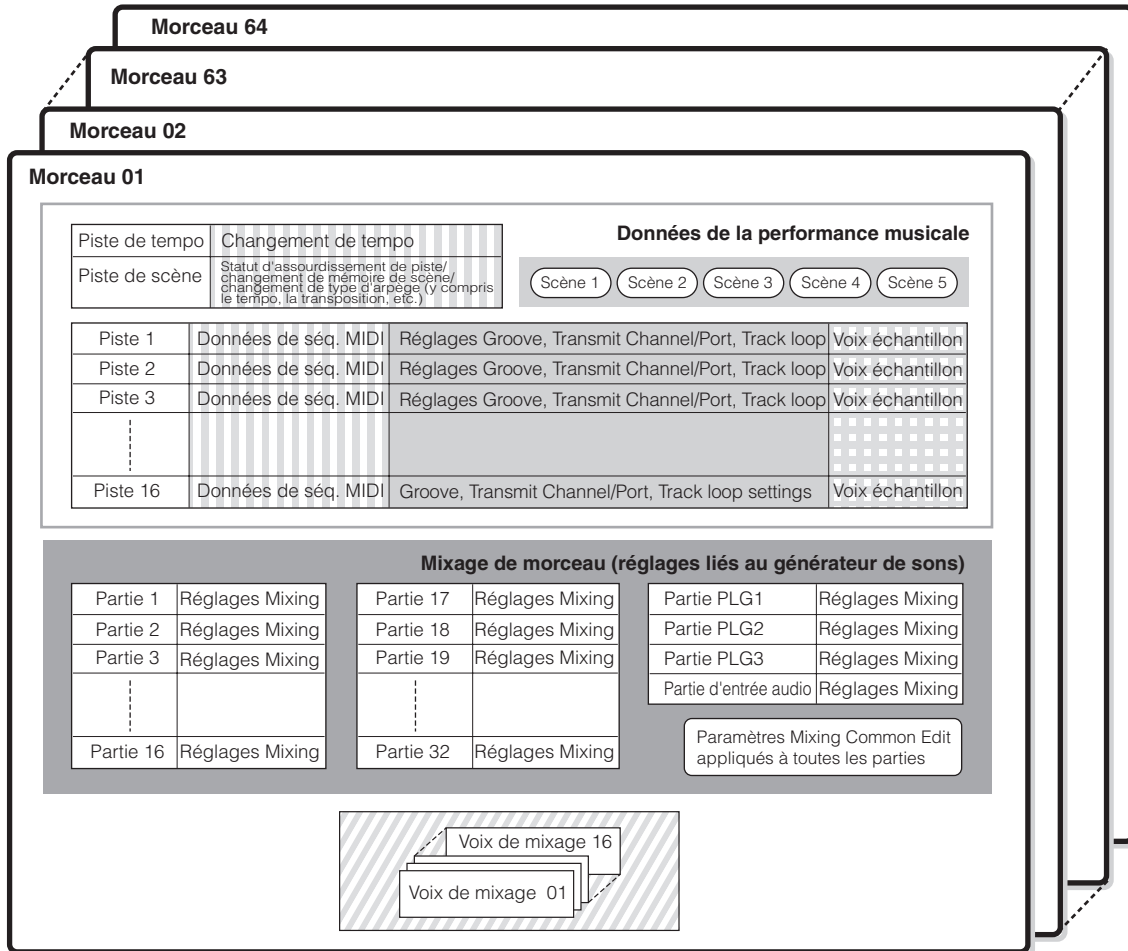 Morceau 64
Morceau 63
Morceau 02
Morceau 01
Données de la performance musicale
Piste de tempo Changement de tempo
Piste de scène Statut d'assourdissement de piste/
changement de mémoire de scène/
changement de type d'arpège (y compris
le tempo, la transposition, etc.)
Scène 1 Scène 2 Scène 3 Scène 4 Scène 5
Piste 1 Données de séq. MIDI Réglages Groove, Transmit Channel/Port, Track loop Voix échantillon
Piste 2 Données de séq. MIDI Réglages Groove, Transmit Channel/Port, Track loop Voix échantillon
Piste 3 Données de séq. MIDI Réglages Groove, Transmit Channel/Port, Track loop Voix échantillon
Piste 16 Données de séq. MIDI Groove, Transmit Channel/Port, Track loop settings Voix échantillon
Mixage de morceau (réglages liés au générateur de sons)
Partie 1 Réglages Mixing Partie 17 Réglages Mixing Partie PLG1 Réglages Mixing
Partie 2 Réglages Mixing Partie 18 Réglages Mixing Partie PLG2 Réglages Mixing
Partie 3 Réglages Mixing Partie 19 Réglages Mixing Partie PLG3 Réglages Mixing
Partie d'entrée audio Réglages Mixing
Partie 16 Réglages Mixing Partie 32 Réglages Mixing
Paramètres Mixing Common Edit
appliqués à toutes les parties
Voix de mixage 16
Voix de mixage 01